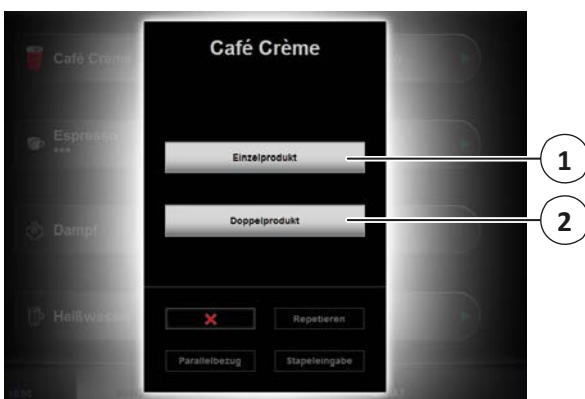 Café Crème
Café Crème
Espresso
Einzelprodukt
1
Doppelprodukt
2
Dampf
Heißwasser
Repetieren
Parallelbezug
Stapeleingabe